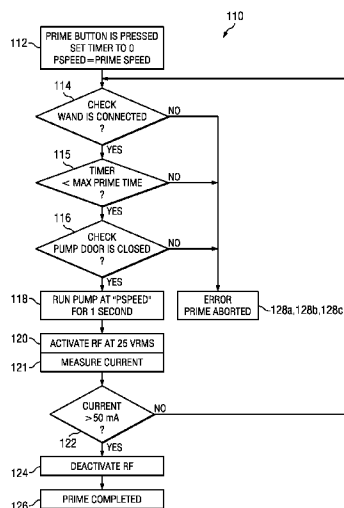 110
112
PRIME BUTTON IS PRESSED
SET TIMER TO 0
PSPEED=PRIME SPEED
114
CHECK
WAND IS CONNECTED
?
NO
YES
115
TIMER
< MAX PRIME TIME
?
NO
YES
116
CHECK
PUMP DOOR IS CLOSED
?
NO
YES
118
RUN PUMP AT "PSPEED"
FOR 1 SECOND
ERROR
PRIME ABORTED
128a, 128b, 128c
120
ACTIVATE RF AT 25 VRMS
121
MEASURE CURRENT
CURRENT
>50 mA
?
122
NO
YES
124
DEACTIVATE RF
126
PRIME COMPLETED